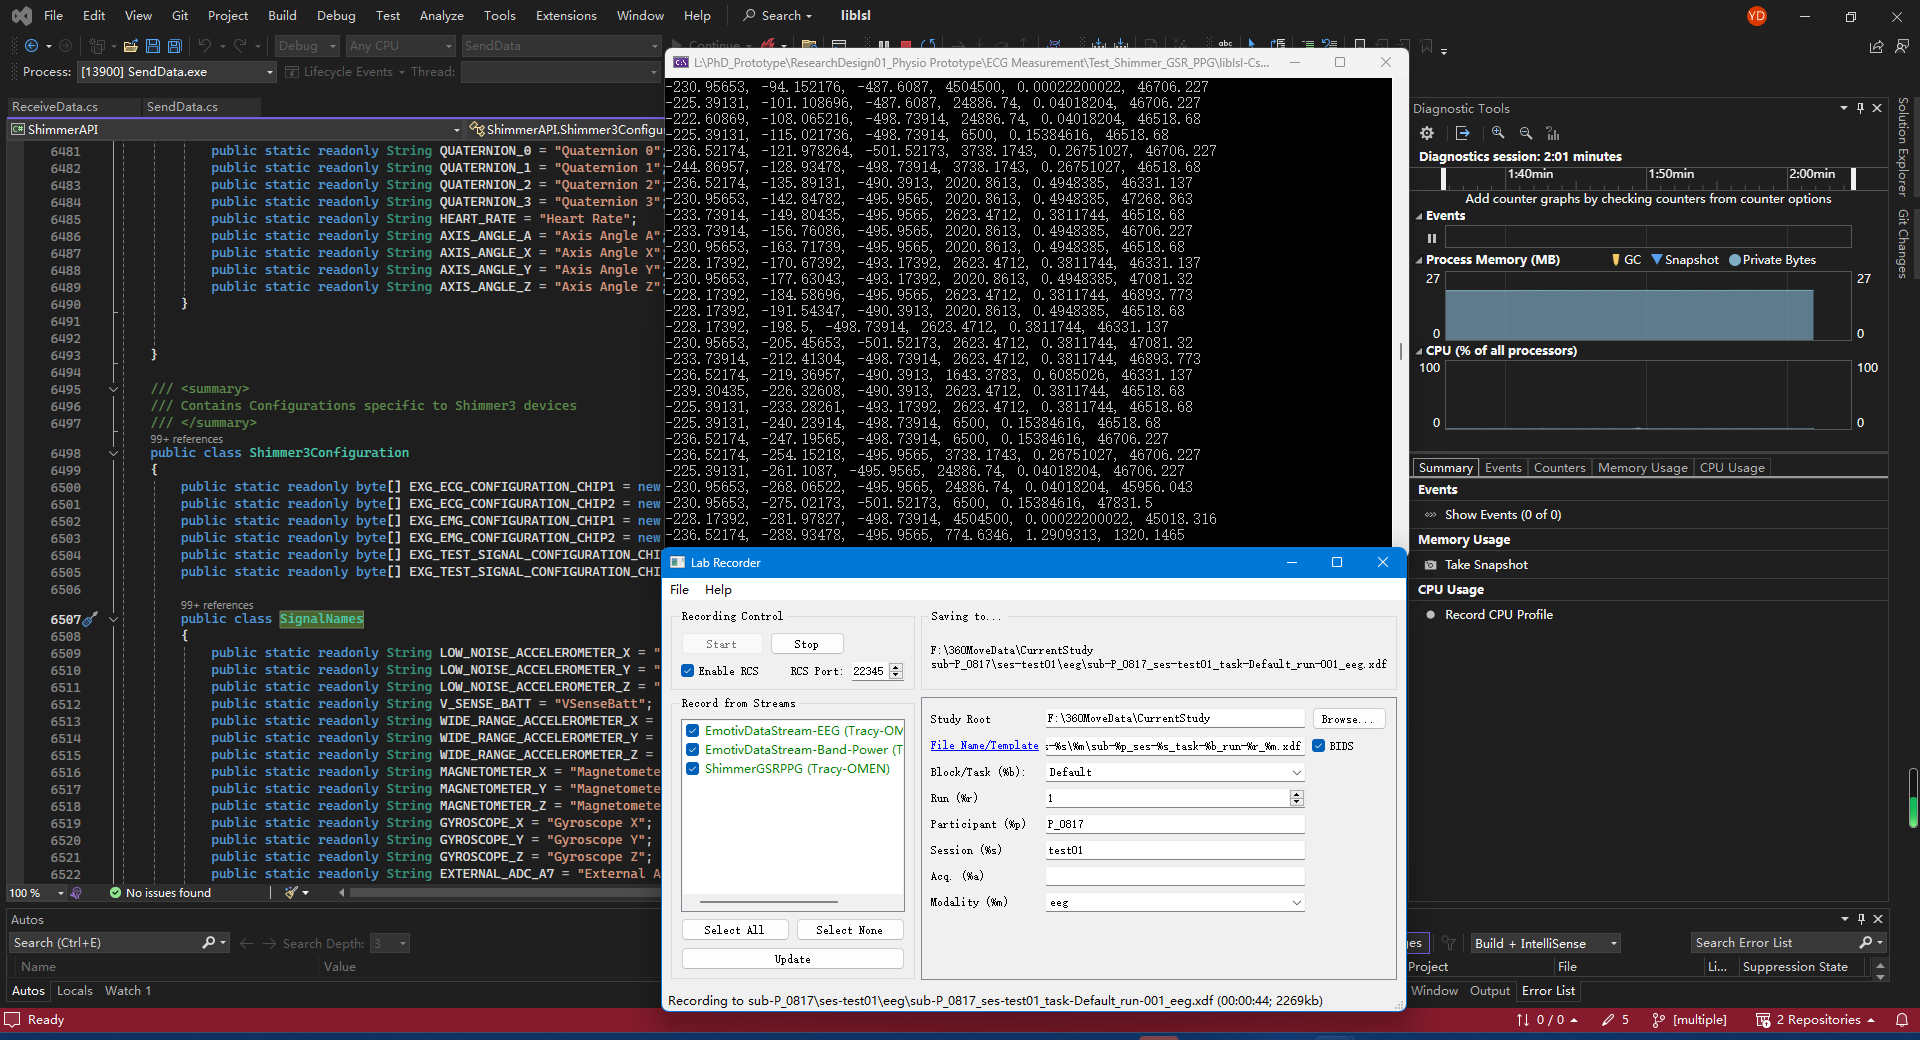 File Edit View Git Project Build Debug Test Analyze Tools Extensions Window Help Search liblsl YD
Debug Any CPU SendData Continue
Process: [13900] SendData.exe Lifecycle Events Thread:
ReceiveData.cs SendData.cs
ShimmerAPI ShimmerAPI.Shimmer3Configu
6481 public static readonly String QUATERNION_0 = "Quaternion 0";
6482 public static readonly String QUATERNION_1 = "Quaternion 1";
6483 public static readonly String QUATERNION_2 = "Quaternion 2";
6484 public static readonly String QUATERNION_3 = "Quaternion 3";
6485 public static readonly String HEART_RATE = "Heart Rate";
6486 public static readonly String AXIS_ANGLE_A = "Axis Angle A"
6487 public static readonly String AXIS_ANGLE_X = "Axis Angle X"
6488 public static readonly String AXIS_ANGLE_Y = "Axis Angle Y"
6489 public static readonly String AXIS_ANGLE_Z = "Axis Angle Z"
6490 }
6491
6492
6493 }
6494
6495 /// <summary>
6496 /// Contains Configurations specific to Shimmer3 devices
6497 /// </summary>
99+ references
6498 public class Shimmer3Configuration
6499 {
6500 public static readonly byte[] EXG_ECG_CONFIGURATION_CHIP1 = new
6501 public static readonly byte[] EXG_ECG_CONFIGURATION_CHIP2 = new
6502 public static readonly byte[] EXG_EMG_CONFIGURATION_CHIP1 = new
6503 public static readonly byte[] EXG_EMG_CONFIGURATION_CHIP2 = new
6504 public static readonly byte[] EXG_TEST_SIGNAL_CONFIGURATION_CHI
6505 public static readonly byte[] EXG_TEST_SIGNAL_CONFIGURATION_CHI
6506
99+ references
6507 public class SignalNames
6508 {
6509 public static readonly String LOW_NOISE_ACCELEROMETER_X = "
6510 public static readonly String LOW_NOISE_ACCELEROMETER_Y = "
6511 public static readonly String LOW_NOISE_ACCELEROMETER_Z = "
6512 public static readonly String V_SENSE_BATT = "VSenseBatt";
6513 public static readonly String WIDE_RANGE_ACCELEROMETER_X =
6514 public static readonly String WIDE_RANGE_ACCELEROMETER_Y =
6515 public static readonly String WIDE_RANGE_ACCELEROMETER_Z =
6516 public static readonly String MAGNETOMETER_X = "Magnetomete
6517 public static readonly String MAGNETOMETER_Y = "Magnetomete
6518 public static readonly String MAGNETOMETER_Z = "Magnetomete
6519 public static readonly String GYROSCOPE_X = "Gyroscope X";
6520 public static readonly String GYROSCOPE_Y = "Gyroscope Y";
6521 public static readonly String GYROSCOPE_Z = "Gyroscope Z";
6522 public static readonly String EXTERNAL_ADC_A7 = "External A
100 % No issues found
Autos
Search (Ctrl+E) Search Depth: 3
Name Value
Autos Locals Watch 1
Ready
L:\PhD_Prototype\ResearchDesign01_Physio Prototype\ECG Measurement\Test_Shimmer_GSR_PPG\liblsl-Cs...
-230.95653, -94.152176, -487.6087, 4504500, 0.00022200022, 46706.227
-225.39131, -101.108696, -487.6087, 24886.74, 0.04018204, 46706.227
-222.60869, -108.065216, -498.73914, 24886.74, 0.04018204, 46518.68
-225.39131, -115.021736, -498.73914, 6500, 0.15384616, 46518.68
-236.52174, -121.978264, -501.52173, 3738.1743, 0.26751027, 46706.227
-244.86957, -128.93478, -498.73914, 3738.1743, 0.26751027, 46518.68
-236.52174, -135.89131, -490.3913, 2020.8613, 0.4948385, 46331.137
-230.95653, -142.84782, -495.9565, 2020.8613, 0.4948385, 47268.863
-233.73914, -149.80435, -495.9565, 2623.4712, 0.3811744, 46518.68
-233.73914, -156.76086, -495.9565, 2020.8613, 0.4948385, 46706.227
-230.95653, -163.71739, -495.9565, 2020.8613, 0.4948385, 46518.68
-228.17392, -170.67392, -493.17392, 2623.4712, 0.3811744, 46331.137
-230.95653, -177.63043, -493.17392, 2020.8613, 0.4948385, 47081.32
-228.17392, -184.58696, -495.9565, 2623.4712, 0.3811744, 46893.773
-228.17392, -191.54347, -490.3913, 2020.8613, 0.4948385, 46518.68
-228.17392, -198.5, -498.73914, 2623.4712, 0.3811744, 46331.137
-230.95653, -205.45653, -501.52173, 2623.4712, 0.3811744, 47081.32
-233.73914, -212.41304, -498.73914, 2623.4712, 0.3811744, 46893.773
-236.52174, -219.36957, -490.3913, 1643.3783, 0.6085026, 46331.137
-239.30435, -226.32608, -490.3913, 2623.4712, 0.3811744, 46518.68
-225.39131, -233.28261, -493.17392, 2623.4712, 0.3811744, 46518.68
-225.39131, -240.23914, -498.73914, 6500, 0.15384616, 46518.68
-236.52174, -247.19565, -498.73914, 6500, 0.15384616, 46706.227
-236.52174, -254.15218, -495.9565, 3738.1743, 0.26751027, 46706.227
-225.39131, -261.1087, -495.9565, 24886.74, 0.04018204, 46706.227
-230.95653, -268.06522, -495.9565, 24886.74, 0.04018204, 45956.043
-230.95653, -275.02173, -501.52173, 6500, 0.15384616, 47831.5
-228.17392, -281.97827, -498.73914, 4504500, 0.00022200022, 45018.316
-236.52174, -288.93478, -495.9565, 774.6346, 1.2909313, 1320.1465
Lab Recorder
File Help
Recording Control
Start Stop
Enable RCS RCS Port: 22345
Record from Streams
EmotivDataStream-EEG (Tracy-OM
EmotivDataStream-Band-Power (T
ShimmerGSRPPG (Tracy-OMEN)
Select All Select None
Update
Saving to...
F:\360MoveData\CurrentStudy
sub-P_0817\ses-test01\eeg\sub-P_0817_ses-test01_task-Default_run-001_eeg.xdf
Study Root F:\360MoveData\CurrentStudy Browse...
File Name/Template s-%s\%m\sub-%p_ses-%s_task-%b_run-%r_%m.xdf BIDS
Block/Task (%b): Default
Run (%r) 1
Participant (%p) P_0817
Session (%s) test01
Acq. (%a)
Modality (%m) eeg
Recording to sub-P_0817\ses-test01\eeg\sub-P_0817_ses-test01_task-Default_run-001_eeg.xdf (00:00:44; 2269kb)
Diagnostic Tools
Diagnostics session: 2:01 minutes
1:40min 1:50min 2:00min
Add counter graphs by checking counters from counter options
Events
Process Memory (MB) GC Snapshot Private Bytes
27 27
0 0
CPU (% of all processors)
100 100
0 0
Summary Events Counters Memory Usage CPU Usage
Events
Show Events (0 of 0)
Memory Usage
Take Snapshot
CPU Usage
Record CPU Profile
Solution Explorer
Git Changes
es Build + IntelliSense Search Error List
Project File Li... Suppression State
Window Output Error List
0 / 0 5 [multiple] 2 Repositories